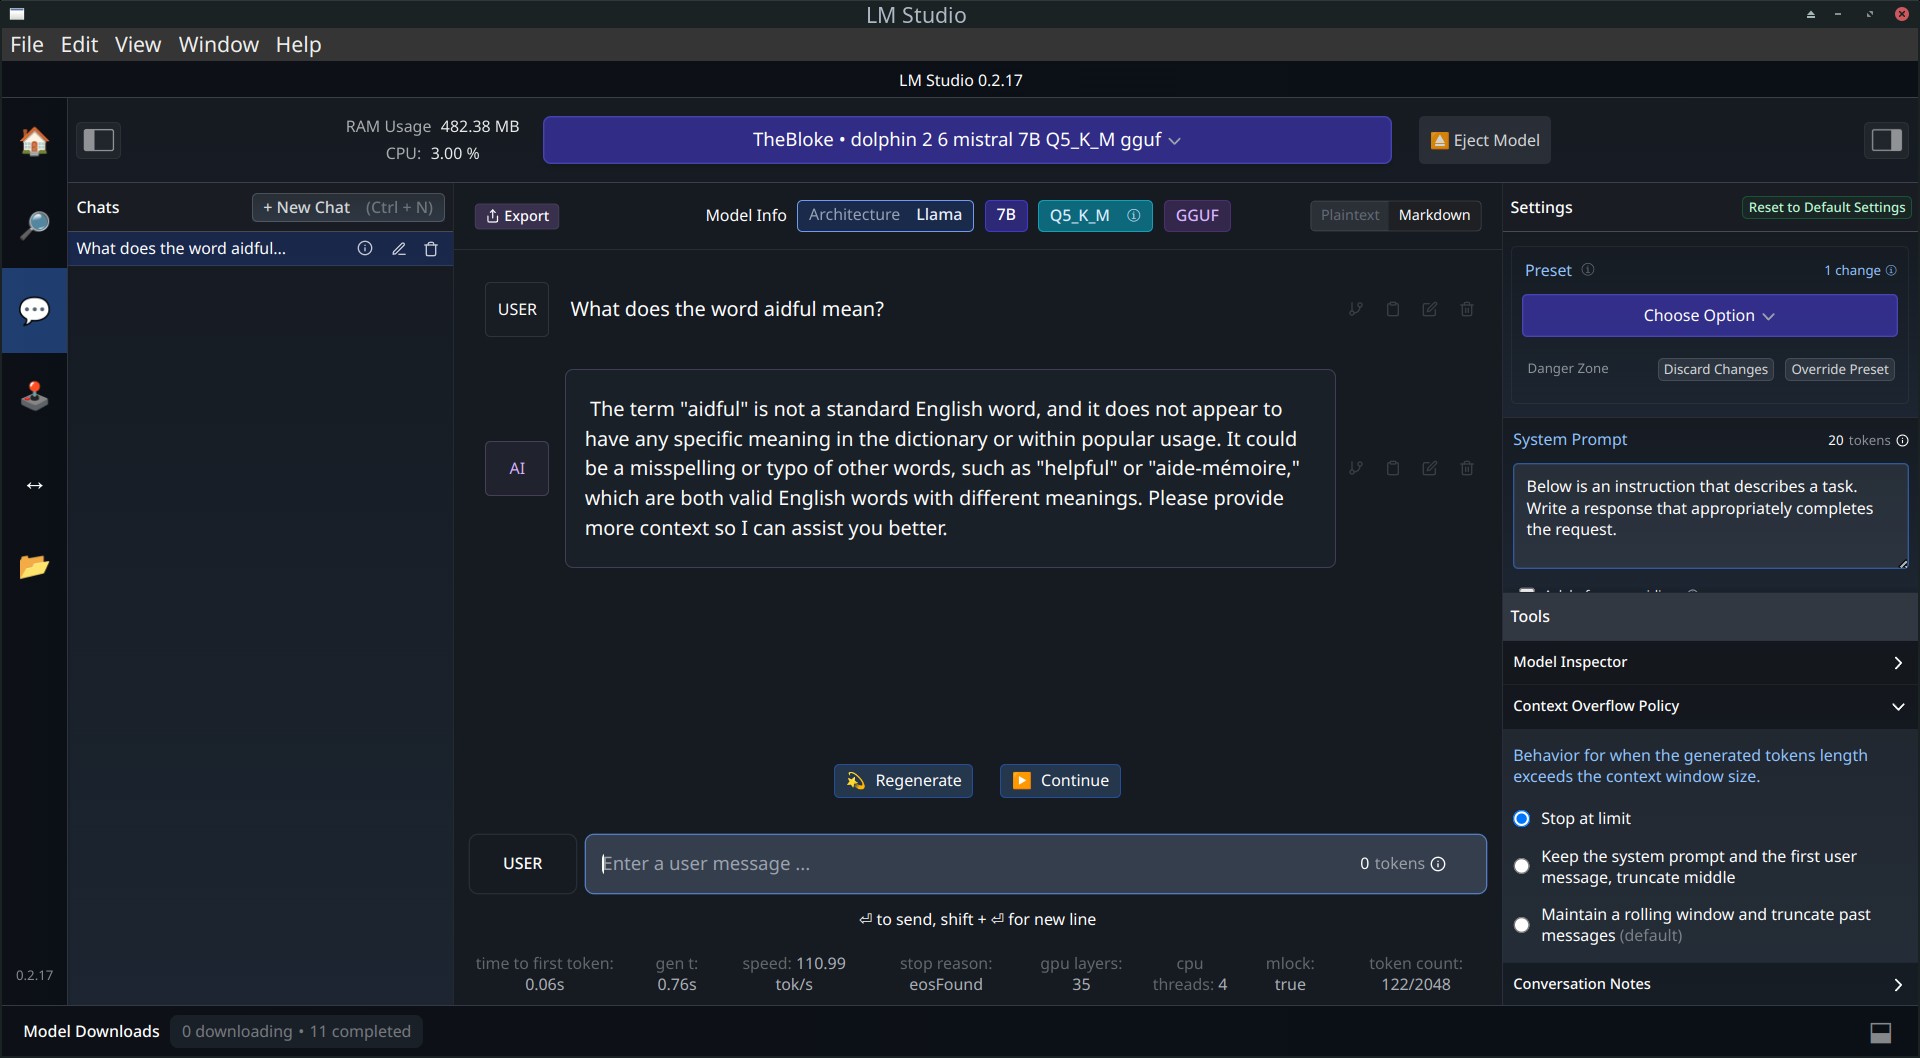 LM Studio
File Edit View Window Help
LM Studio 0.2.17
RAM Usage 482.38 MB
CPU: 3.00 %
TheBloke • dolphin 2 6 mistral 7B Q5_K_M gguf
Eject Model
Chats
+ New Chat (Ctrl + N)
What does the word aidful...
Export
Model Info
Architecture Llama
7B
Q5_K_M
GGUF
Plaintext Markdown
USER
What does the word aidful mean?
AI
The term "aidful" is not a standard English word, and it does not appear to
have any specific meaning in the dictionary or within popular usage. It could
be a misspelling or typo of other words, such as "helpful" or "aide-mémoire,"
which are both valid English words with different meanings. Please provide
more context so I can assist you better.
Regenerate
Continue
USER
Enter a user message ...
0 tokens
⏎ to send, shift + ⏎ for new line
time to first token:
0.06s
gen t:
0.76s
speed: 110.99
tok/s
stop reason:
eosFound
gpu layers:
35
cpu
threads: 4
mlock:
true
token count:
122/2048
Settings
Reset to Default Settings
Preset
1 change
Choose Option
Danger Zone
Discard Changes
Override Preset
System Prompt
20 tokens
Below is an instruction that describes a task.
Write a response that appropriately completes
the request.
Tools
Model Inspector
Context Overflow Policy
Behavior for when the generated tokens length
exceeds the context window size.
Stop at limit
Keep the system prompt and the first user
message, truncate middle
Maintain a rolling window and truncate past
messages (default)
Conversation Notes
0.2.17
Model Downloads
0 downloading • 11 completed